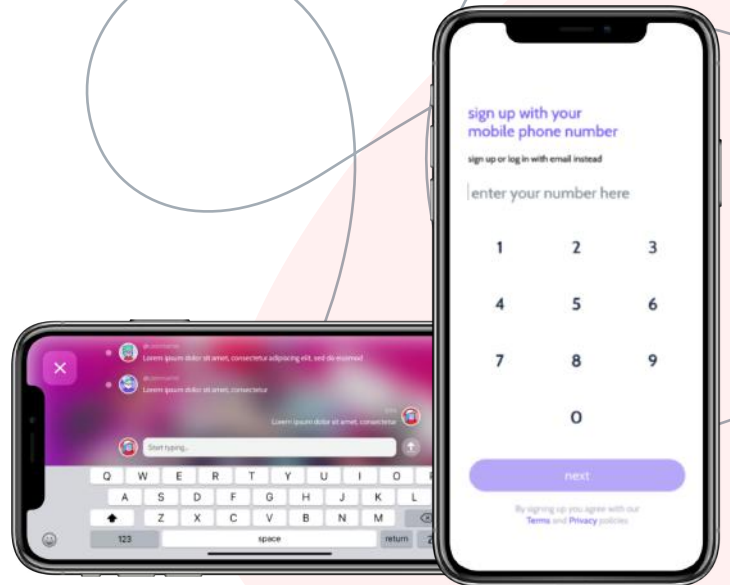 sign up with your
mobile phone number
sign up or log in with email instead
enter your number here
1 2 3
4 5 6
7 8 9
0
next
By signing up you agree with our
Terms and Privacy policies
@username
Lorem ipsum dolor sit amet, consectetur adipiscing elit, sed do eiusmod
@username
Lorem ipsum dolor sit amet, consectetur
Lorem ipsum dolor sit amet, consectetur
Start typing...
Q W E R T Y U I O
A S D F G H J K L
Z X C V B N M
123 space return